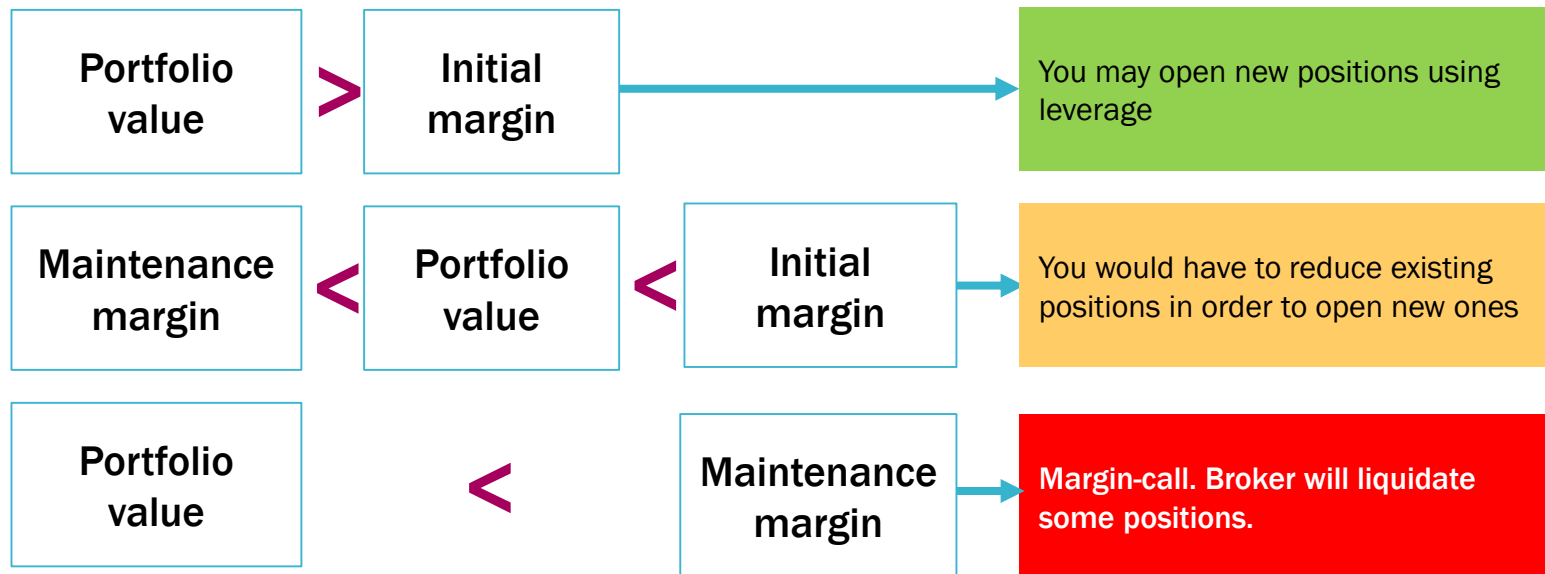 Portfolio
value
>
Initial
margin
You may open new positions using
leverage
Maintenance
margin
<
Portfolio
value
<
Initial
margin
You would have to reduce existing
positions in order to open new ones
Portfolio
value
<
Maintenance
margin
Margin-call. Broker will liquidate
some positions.